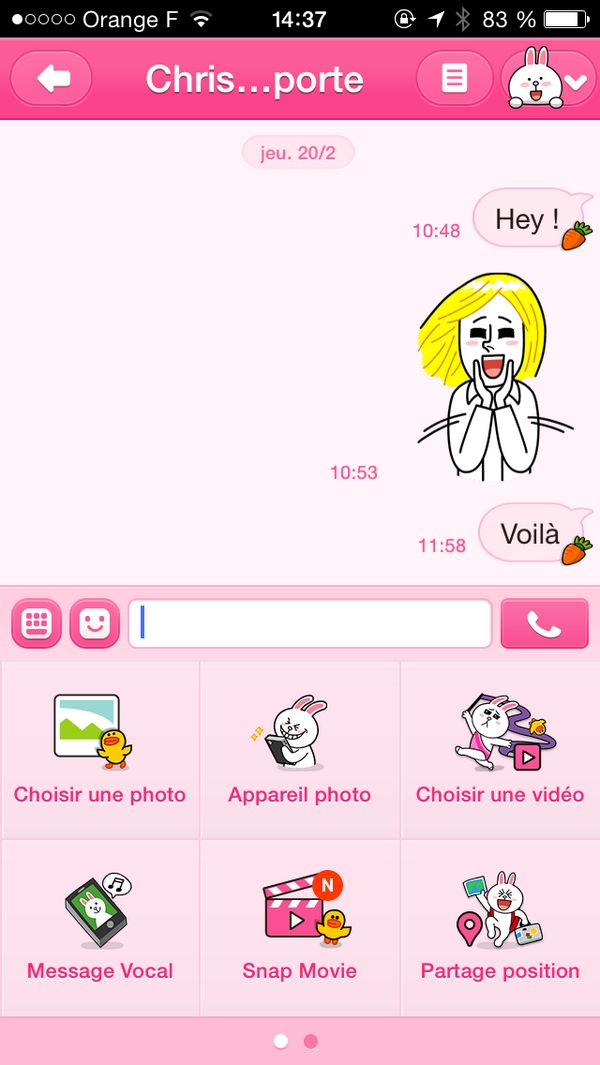 Orange F 14:37 83 %
Chris...porte
jeu. 20/2
10:48 Hey !
10:53
11:58 Voilà
Choisir une photo Appareil photo Choisir une vidéo
N
Message Vocal Snap Movie Partage position